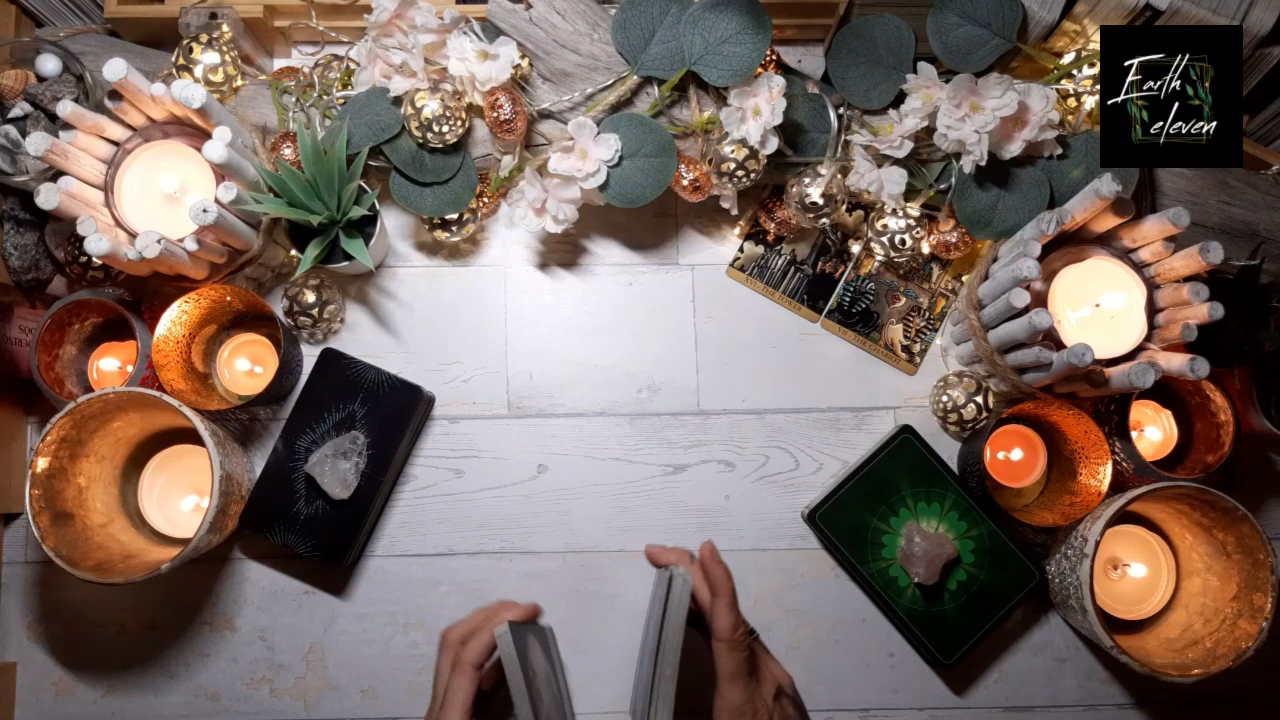 Earth
eleven
XVI · THE TOWER
VII · THE CHARIOT